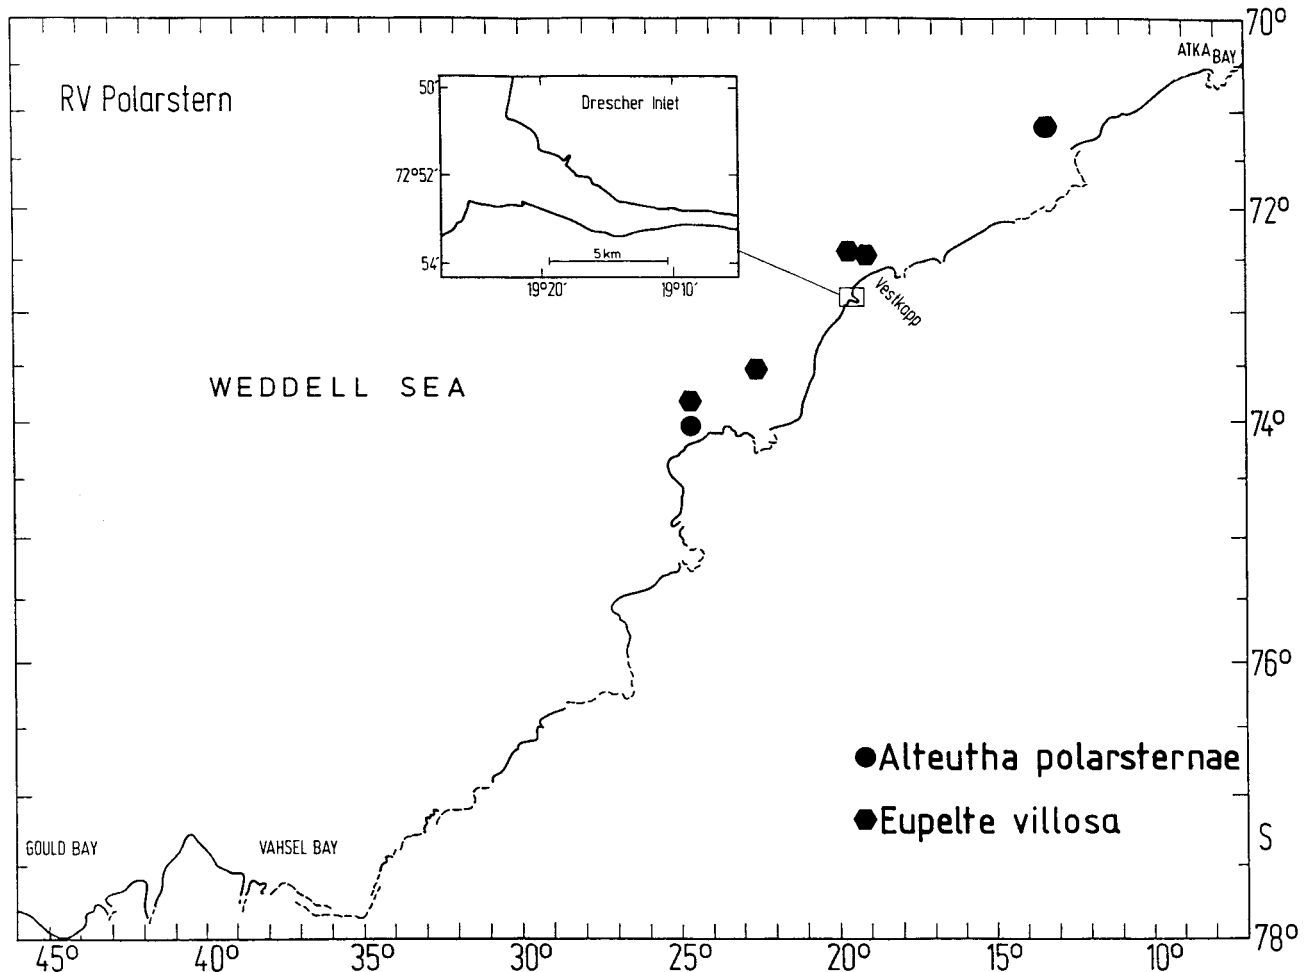 70°
ATKA BAY
RV Polarstern
50´
Drescher Inlet
72°52´
54´
5 km
19°20´
19°10´
72°
Vestkapp
WEDDELL SEA
74°
76°
Alteutha polarsternae
Eupelte villosa
S
GOULD BAY
VAHSEL BAY
78°
45°
40°
35°
30°
25°
20°
15°
10°